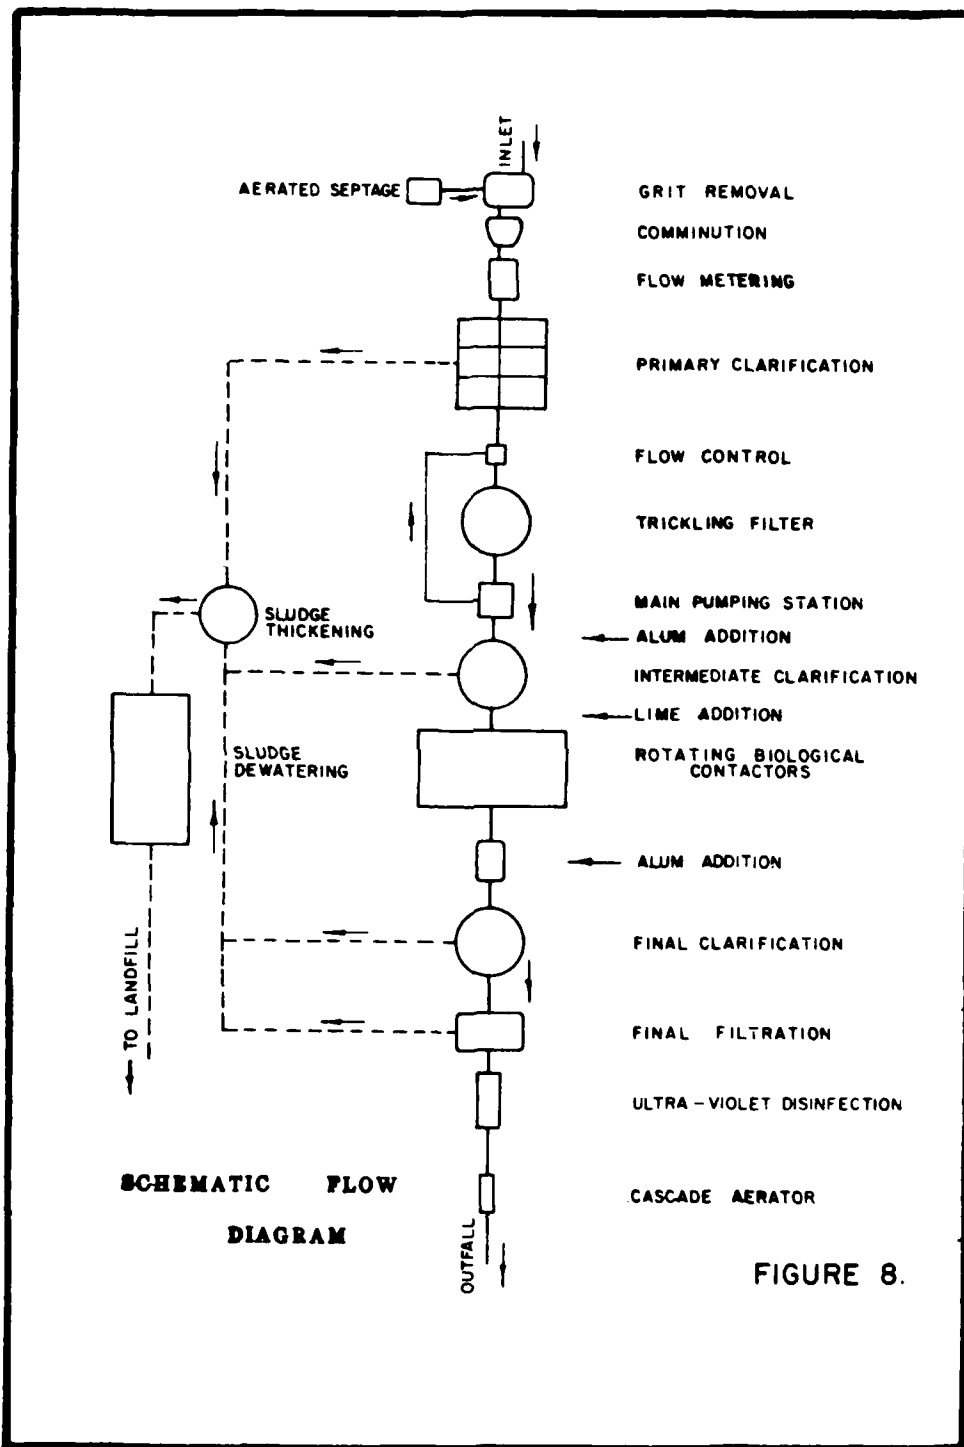 INLET
AERATED SEPTAGE
GRIT REMOVAL
COMMINUTION
FLOW METERING
PRIMARY CLARIFICATION
FLOW CONTROL
TRICKLING FILTER
MAIN PUMPING STATION
SLUDGE
THICKENING
ALUM ADDITION
INTERMEDIATE CLARIFICATION
LIME ADDITION
SLUDGE
DEWATERING
ROTATING BIOLOGICAL
CONTACTORS
ALUM ADDITION
FINAL CLARIFICATION
TO LANDFILL
FINAL FILTRATION
ULTRA-VIOLET DISINFECTION
SCHEMATIC FLOW
DIAGRAM
CASCADE AERATOR
OUTFALL
FIGURE 8.